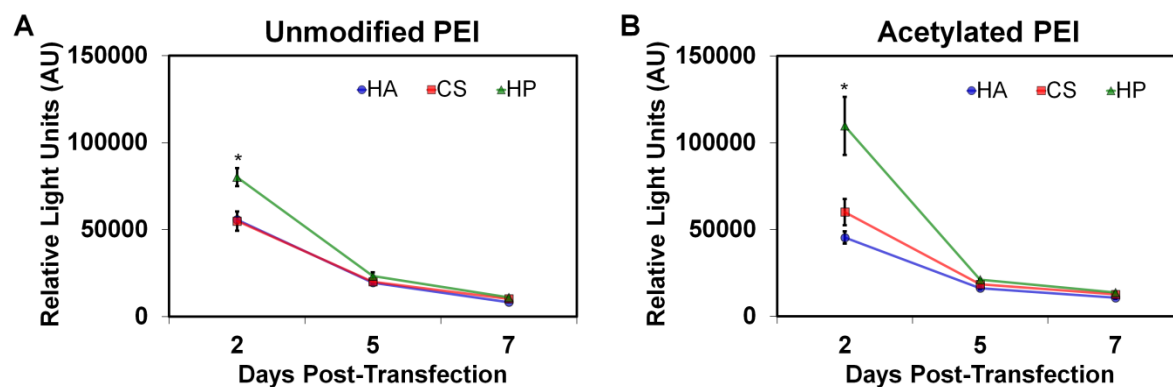 A
Unmodified PEI
Relative Light Units (AU)
150000
100000
50000
0
HA CS HP
*
2 5 7
Days Post-Transfection
B
Acetylated PEI
Relative Light Units (AU)
150000
100000
50000
0
HA CS HP
*
2 5 7
Days Post-Transfection